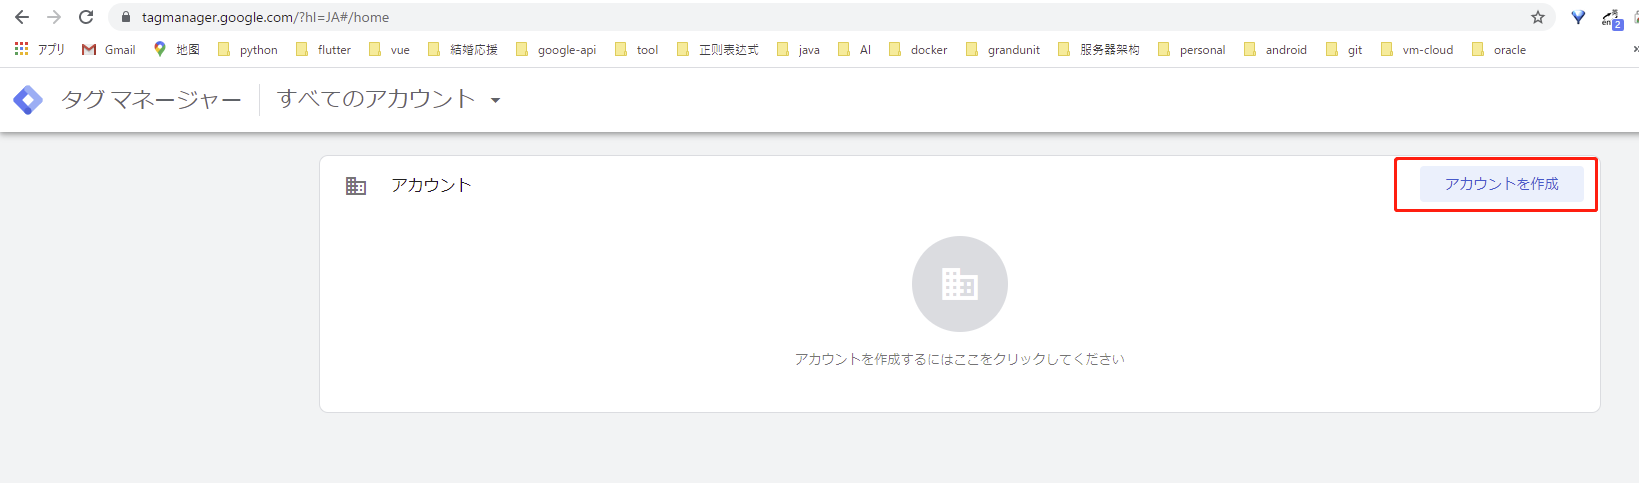 tagmanager.google.com/?hl=JA#/home
アプリ Gmail 地图 python flutter vue 結婚応援 google-api tool 正则表达式 java AI docker grandunit 服务器架构 personal android git vm-cloud oracle »
タグ マネージャー すべてのアカウント
アカウント アカウントを作成
アカウントを作成するにはここをクリックしてください